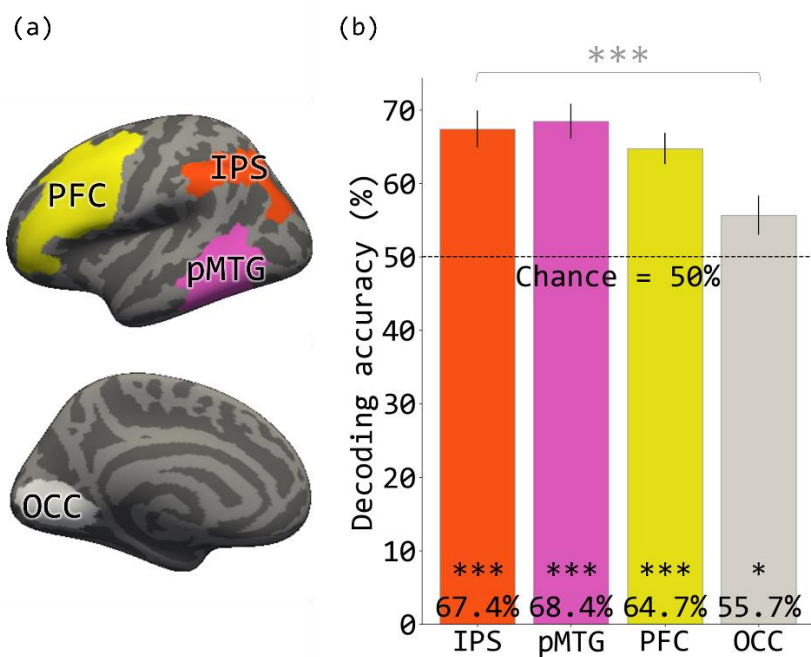 (a)
PFC
IPS
pMTG
OCC
(b)
***
Decoding accuracy (%)
70
60
50
40
30
20
10
0
Chance = 50%
*** *** *** *
67.4% 68.4% 64.7% 55.7%
IPS pMTG PFC OCC